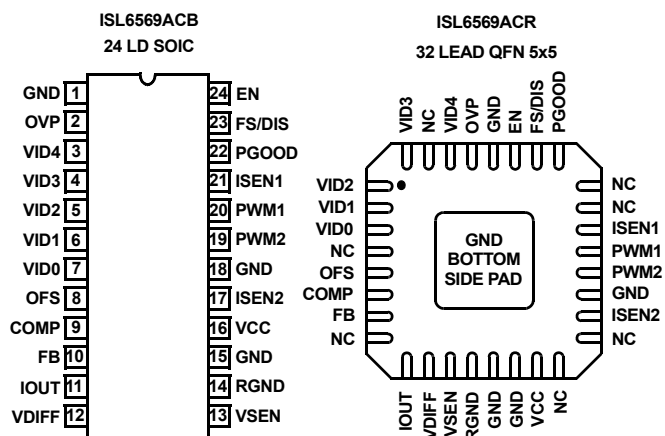 ISL6569ACB
24 LD SOIC
GND 1
OVP 2
VID4 3
VID3 4
VID2 5
VID1 6
VID0 7
OFS 8
COMP 9
FB 10
IOUT 11
VDIFF 12
24 EN
23 FS/DIS
22 PGOOD
21 ISEN1
20 PWM1
19 PWM2
18 GND
17 ISEN2
16 VCC
15 GND
14 RGND
13 VSEN
ISL6569ACR
32 LEAD QFN 5x5
VID3
NC
VID4
OVP
GND
EN
FS/DIS
PGOOD
VID2
VID1
VID0
NC
OFS
COMP
FB
NC
GND
BOTTOM
SIDE PAD
NC
NC
ISEN1
PWM1
PWM2
GND
ISEN2
NC
IOUT
VDIFF
VSEN
RGND
GND
GND
VCC
NC